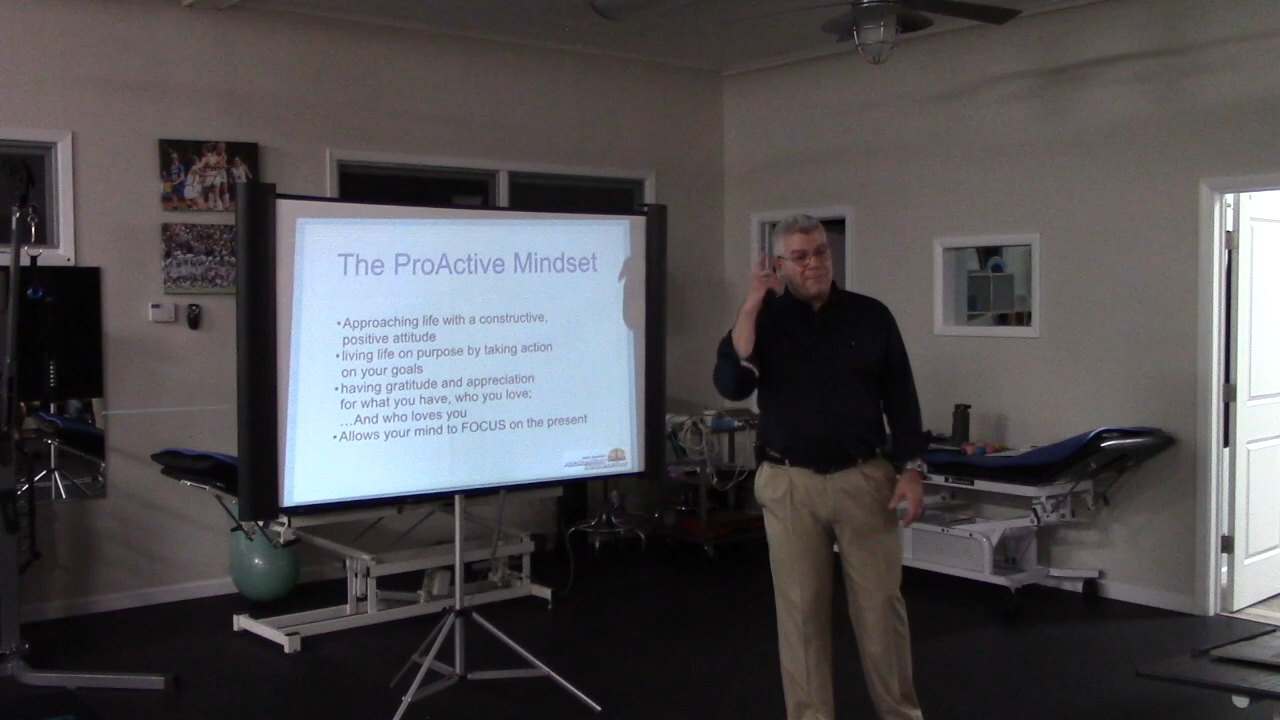 The ProActive Mindset
•Approaching life with a constructive,
positive attitude
•living life on purpose by taking action
on your goals
•having gratitude and appreciation
for what you have, who you love;
…And who loves you
•Allows your mind to FOCUS on the present